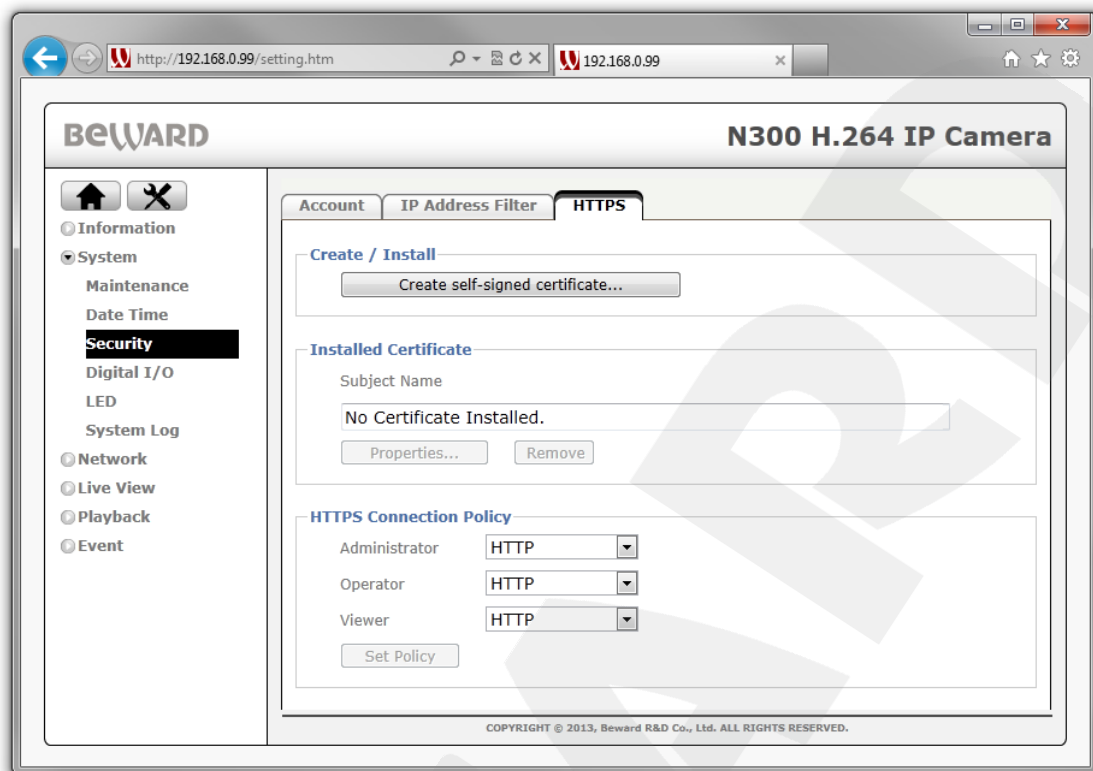 http://192.168.0.99/setting.htm
192.168.0.99
BEWARD
N300 H.264 IP Camera
Information
System
Maintenance
Date Time
Security
Digital I/O
LED
System Log
Network
Live View
Playback
Event
Account IP Address Filter HTTPS
Create / Install
Create self-signed certificate...
Installed Certificate
Subject Name
No Certificate Installed.
Properties... Remove
HTTPS Connection Policy
Administrator HTTP
Operator HTTP
Viewer HTTP
Set Policy
COPYRIGHT © 2013, Beward R&D Co., Ltd. ALL RIGHTS RESERVED.